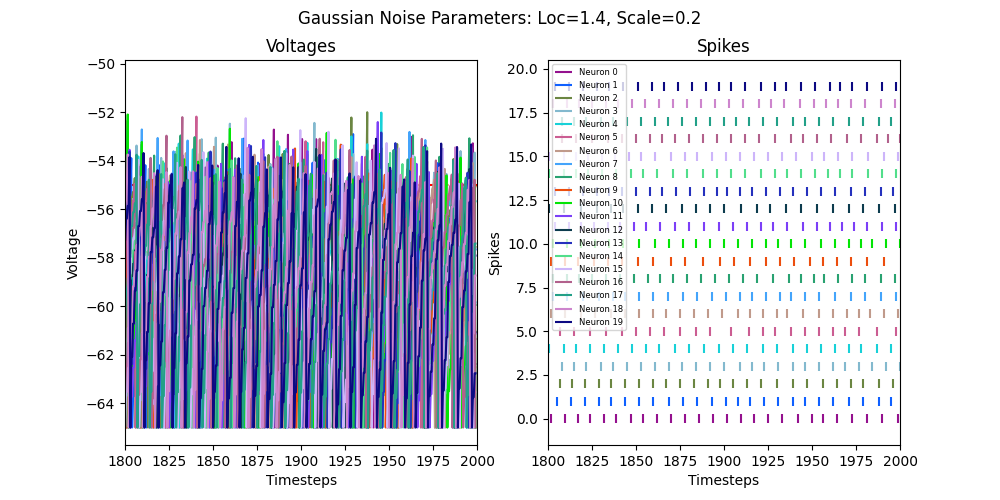 Gaussian Noise Parameters: Loc=1.4, Scale=0.2
Voltages
−50
−52
−54
−56
−58
−60
−62
−64
Voltage
1800 1825 1850 1875 1900 1925 1950 1975 2000
Timesteps
Spikes
20.0
17.5
15.0
12.5
10.0
7.5
5.0
2.5
0.0
Spikes
Neuron 0
Neuron 1
Neuron 2
Neuron 3
Neuron 4
Neuron 5
Neuron 6
Neuron 7
Neuron 8
Neuron 9
Neuron 10
Neuron 11
Neuron 12
Neuron 13
Neuron 14
Neuron 15
Neuron 16
Neuron 17
Neuron 18
Neuron 19
1800 1825 1850 1875 1900 1925 1950 1975 2000
Timesteps